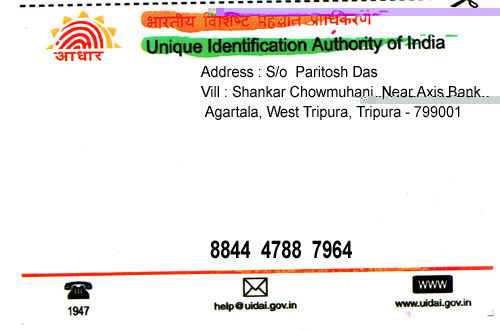 भारतीय विशिष्ट पहचान प्राधिकरण
Unique Identification Authority of India
आधार
Address : S/o Paritosh Das
Vill : Shankar Chowmuhani, Near Axis Bank,
Agartala, West Tripura, Tripura - 799001
8844 4788 7964
1947
help@uidai.gov.in
www
www.uidai.gov.in